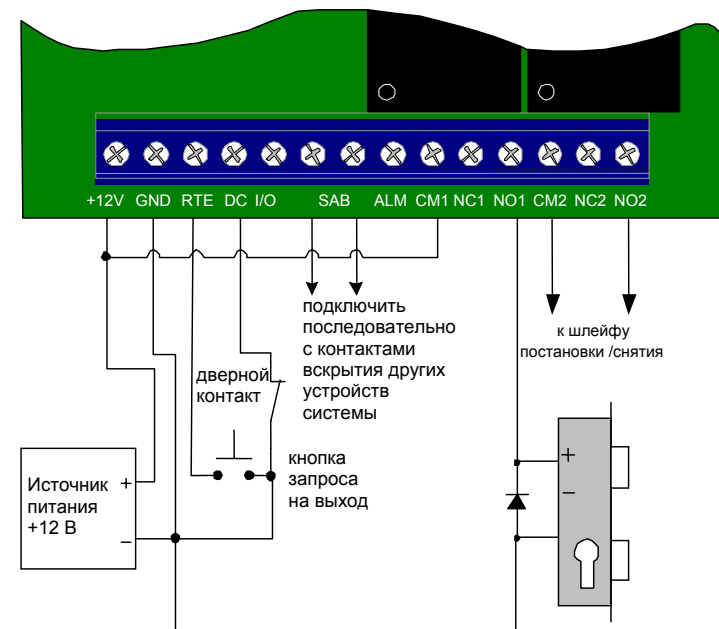 +12V GND RTE DC I/O SAB ALM CM1 NC1 NO1 CM2 NC2 NO2
подключить
последовательно
с контактами
вскрытия других
устройств
системы
к шлейфу
постановки /снятия
дверной
контакт
кнопка
запроса
на выход
Источник
питания
+12 В
+
–
+
–